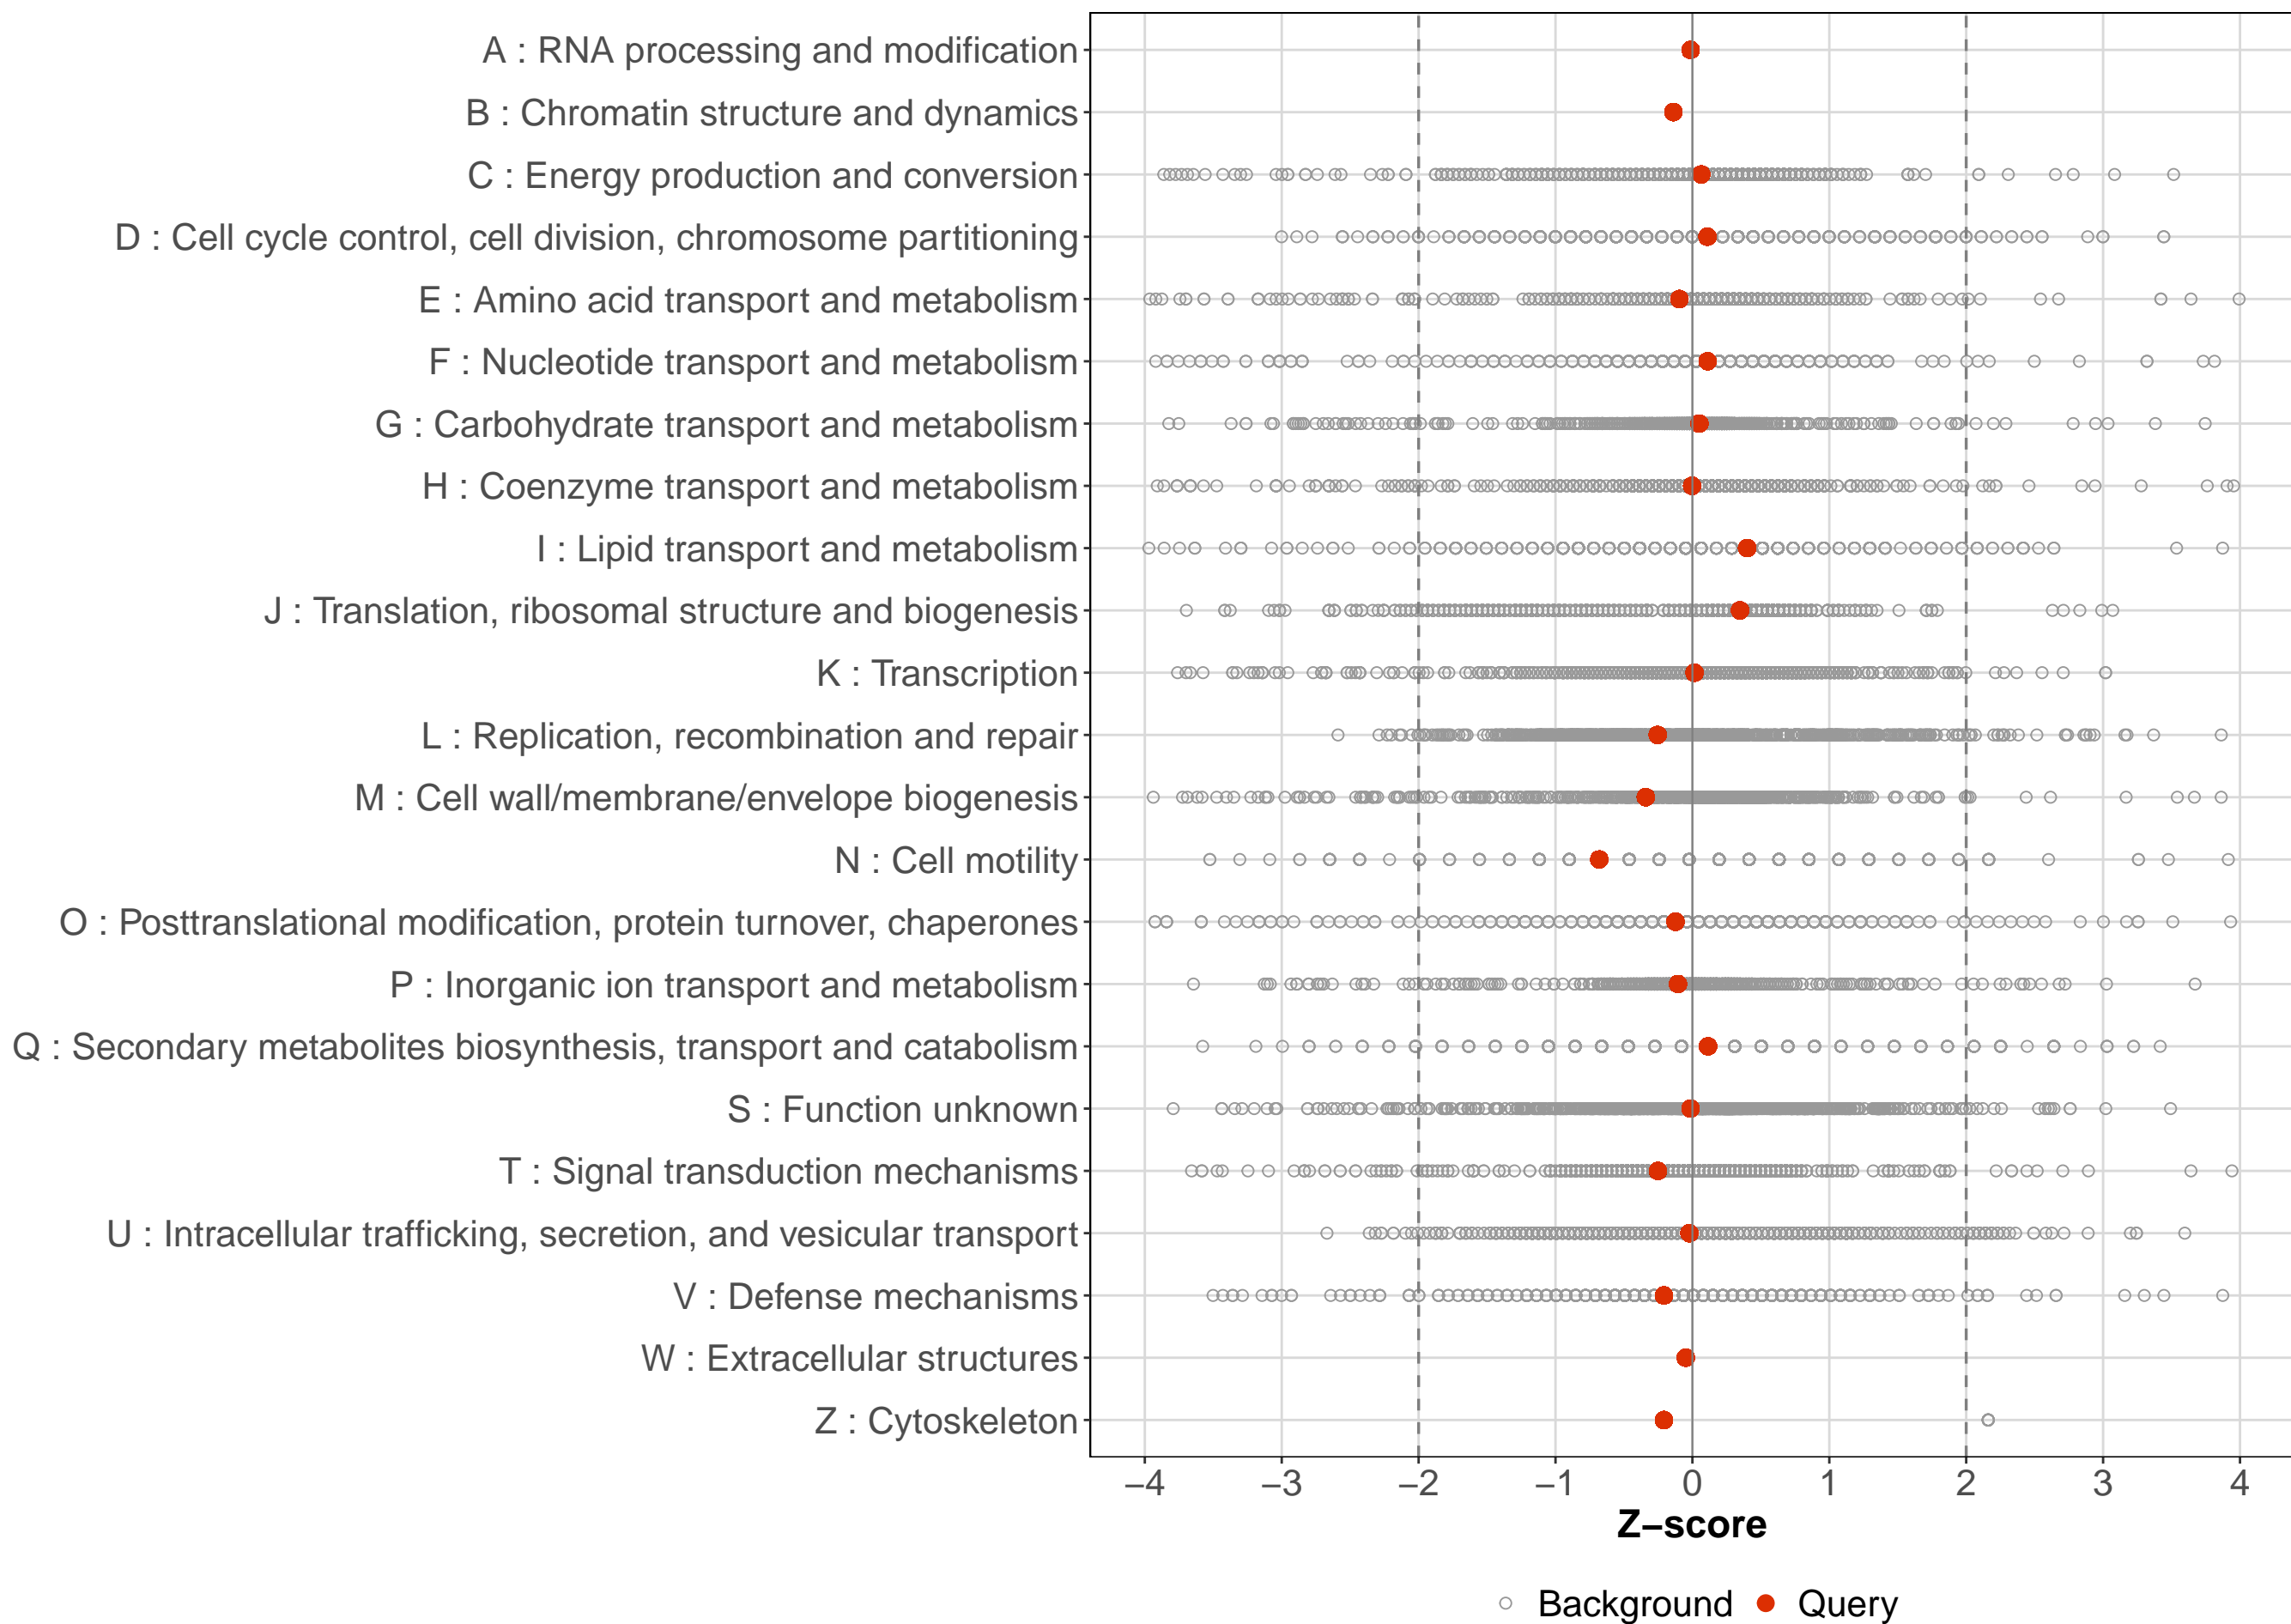 A : RNA processing and modification
B : Chromatin structure and dynamics
C : Energy production and conversion
D : Cell cycle control, cell division, chromosome partitioning
E : Amino acid transport and metabolism
F : Nucleotide transport and metabolism
G : Carbohydrate transport and metabolism
H : Coenzyme transport and metabolism
I : Lipid transport and metabolism
J : Translation, ribosomal structure and biogenesis
K : Transcription
L : Replication, recombination and repair
M : Cell wall/membrane/envelope biogenesis
N : Cell motility
O : Posttranslational modification, protein turnover, chaperones
P : Inorganic ion transport and metabolism
Q : Secondary metabolites biosynthesis, transport and catabolism
S : Function unknown
T : Signal transduction mechanisms
U : Intracellular trafficking, secretion, and vesicular transport
V : Defense mechanisms
W : Extracellular structures
Z : Cytoskeleton
−4 −3 −2 −1 0 1 2 3 4
Z−score
Background Query